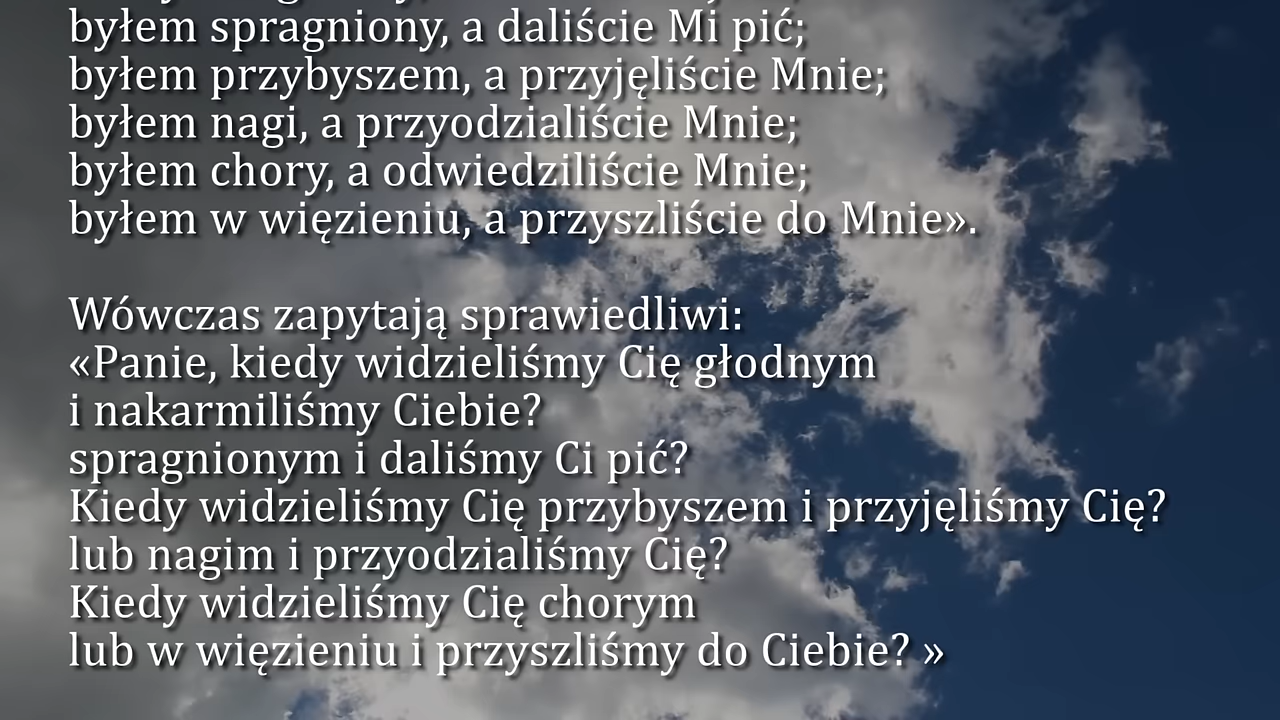 byłem spragniony, a daliście Mi pić;
byłem przybyszem, a przyjęliście Mnie;
byłem nagi, a przyodzialiście Mnie;
byłem chory, a odwiedziliście Mnie;
byłem w więzieniu, a przyszliście do Mnie».
Wówczas zapytają sprawiedliwi:
«Panie, kiedy widzieliśmy Cię głodnym
i nakarmiliśmy Ciebie?
spragnionym i daliśmy Ci pić?
Kiedy widzieliśmy Cię przybyszem i przyjęliśmy Cię?
lub nagim i przyodzialiśmy Cię?
Kiedy widzieliśmy Cię chorym
lub w więzieniu i przyszliśmy do Ciebie? »